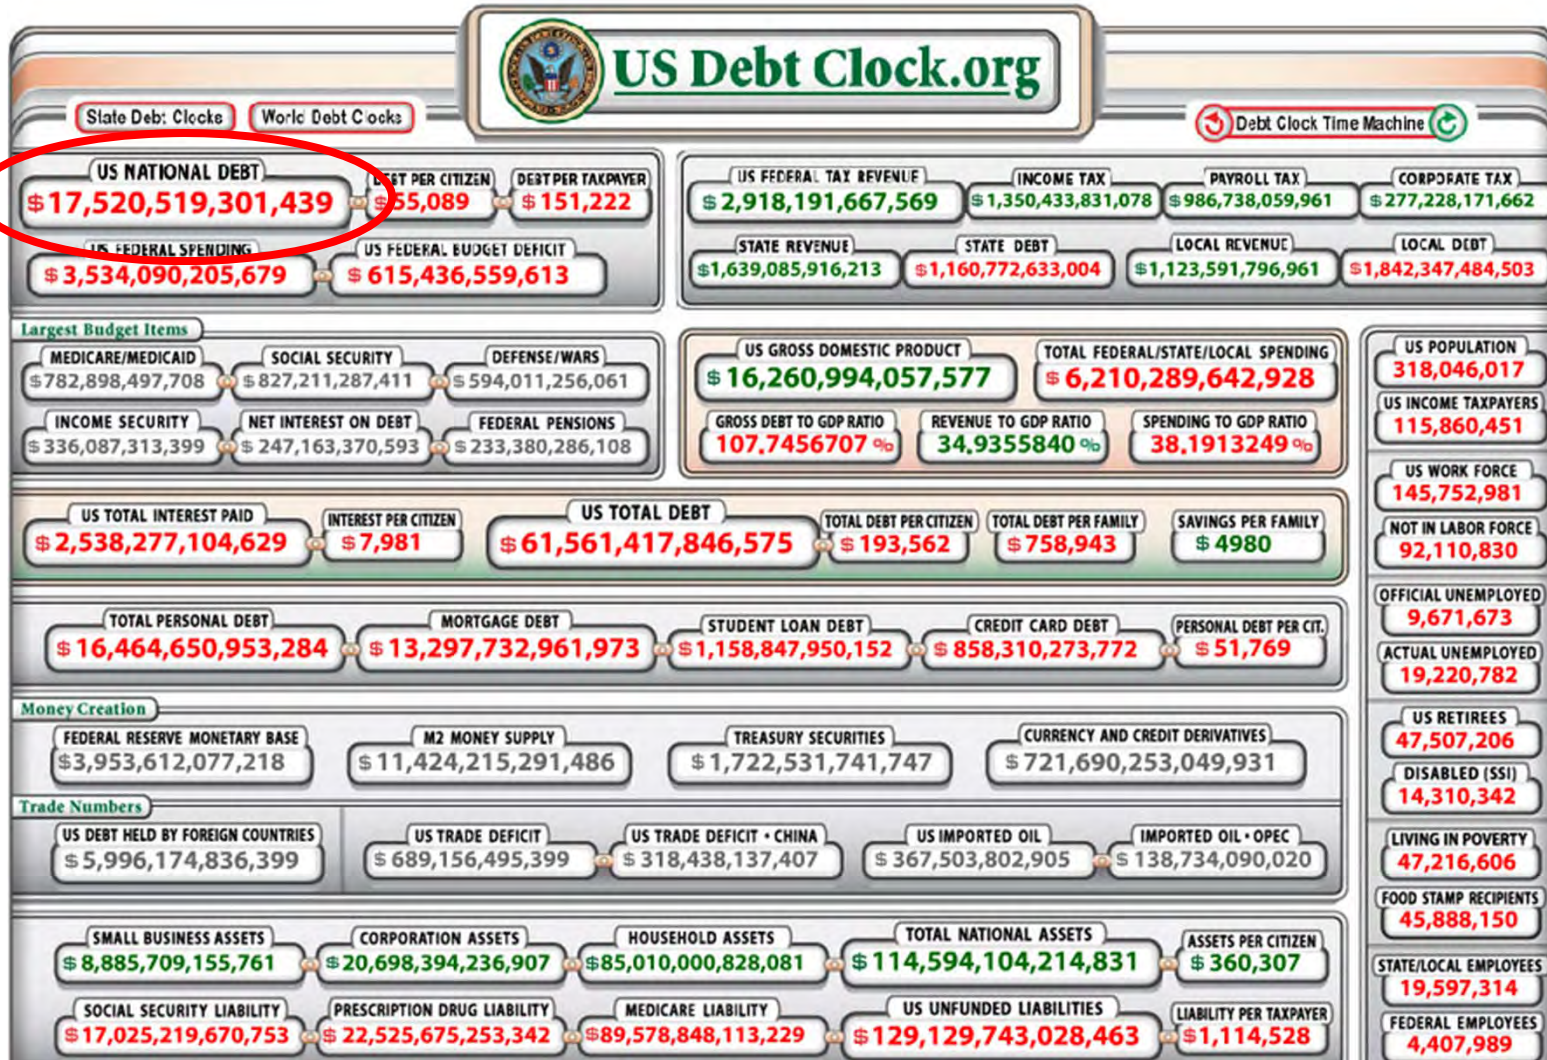 US Debt Clock.org
State Debt Clocks
World Debt Clocks
Debt Clock Time Machine
US NATIONAL DEBT
$17,520,519,301,439
DEBT PER CITIZEN
$55,089
DEBT PER TAXPAYER
$151,222
US FEDERAL SPENDING
$3,534,090,205,679
US FEDERAL BUDGET DEFICIT
$615,436,559,613
US FEDERAL TAX REVENUE
$2,918,191,667,569
INCOME TAX
$1,350,433,831,078
PAYROLL TAX
$986,738,059,961
CORPORATE TAX
$277,228,171,662
STATE REVENUE
$1,639,085,916,213
STATE DEBT
$1,160,772,633,004
LOCAL REVENUE
$1,123,591,796,961
LOCAL DEBT
$1,842,347,484,503
Largest Budget Items
MEDICARE/MEDICAID
$782,898,497,708
SOCIAL SECURITY
$827,211,287,411
DEFENSE/WARS
$594,011,256,061
INCOME SECURITY
$336,087,313,399
NET INTEREST ON DEBT
$247,163,370,593
FEDERAL PENSIONS
$233,380,286,108
US GROSS DOMESTIC PRODUCT
$16,260,994,057,577
TOTAL FEDERAL/STATE/LOCAL SPENDING
$6,210,289,642,928
GROSS DEBT TO GDP RATIO
107.7456707%
REVENUE TO GDP RATIO
34.9355840%
SPENDING TO GDP RATIO
38.1913249%
US TOTAL INTEREST PAID
$2,538,277,104,629
INTEREST PER CITIZEN
$7,981
US TOTAL DEBT
$61,561,417,846,575
TOTAL DEBT PER CITIZEN
$193,562
TOTAL DEBT PER FAMILY
$758,943
SAVINGS PER FAMILY
$4980
TOTAL PERSONAL DEBT
$16,464,650,953,284
MORTGAGE DEBT
$13,297,732,961,973
STUDENT LOAN DEBT
$1,158,847,950,152
CREDIT CARD DEBT
$858,310,273,772
PERSONAL DEBT PER CIT.
$51,769
Money Creation
FEDERAL RESERVE MONETARY BASE
$3,953,612,077,218
M2 MONEY SUPPLY
$11,424,215,291,486
TREASURY SECURITIES
$1,722,531,741,747
CURRENCY AND CREDIT DERIVATIVES
$721,690,253,049,931
Trade Numbers
US DEBT HELD BY FOREIGN COUNTRIES
$5,996,174,836,399
US TRADE DEFICIT
$689,156,495,399
US TRADE DEFICIT · CHINA
$318,438,137,407
US IMPORTED OIL
$367,503,802,905
IMPORTED OIL · OPEC
$138,734,090,020
SMALL BUSINESS ASSETS
$8,885,709,155,761
CORPORATION ASSETS
$20,698,394,236,907
HOUSEHOLD ASSETS
$85,010,000,828,081
TOTAL NATIONAL ASSETS
$114,594,104,214,831
ASSETS PER CITIZEN
$360,307
SOCIAL SECURITY LIABILITY
$17,025,219,670,753
PRESCRIPTION DRUG LIABILITY
$22,525,675,253,342
MEDICARE LIABILITY
$89,578,848,113,229
US UNFUNDED LIABILITIES
$129,129,743,028,463
LIABILITY PER TAXPAYER
$1,114,528
US POPULATION
318,046,017
US INCOME TAXPAYERS
115,860,451
US WORK FORCE
145,752,981
NOT IN LABOR FORCE
92,110,830
OFFICIAL UNEMPLOYED
9,671,673
ACTUAL UNEMPLOYED
19,220,782
US RETIREES
47,507,206
DISABLED (SSI)
14,310,342
LIVING IN POVERTY
47,216,606
FOOD STAMP RECIPIENTS
45,888,150
STATE/LOCAL EMPLOYEES
19,597,314
FEDERAL EMPLOYEES
4,407,989